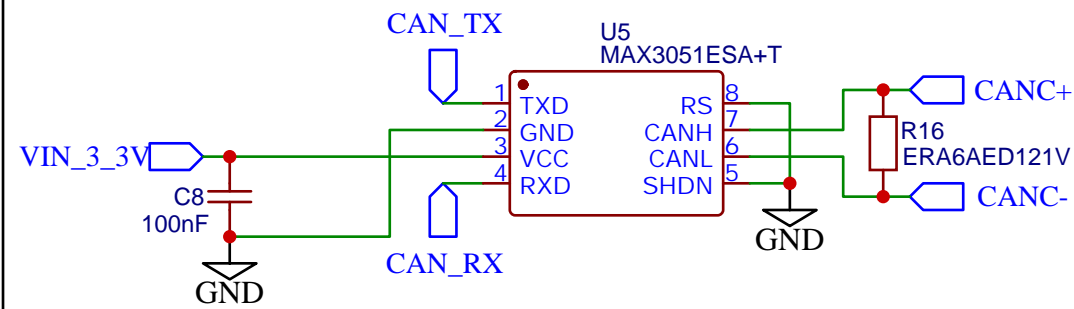 CAN_TX
U5
MAX3051ESA+T
1
TXD
RS
8
2
GND
CANH
7
3
VCC
CANL
6
4
RXD
SHDN
5
VIN_3_3V
C8
100nF
GND
CAN_RX
GND
CANC+
R16
ERA6AED121V
CANC-